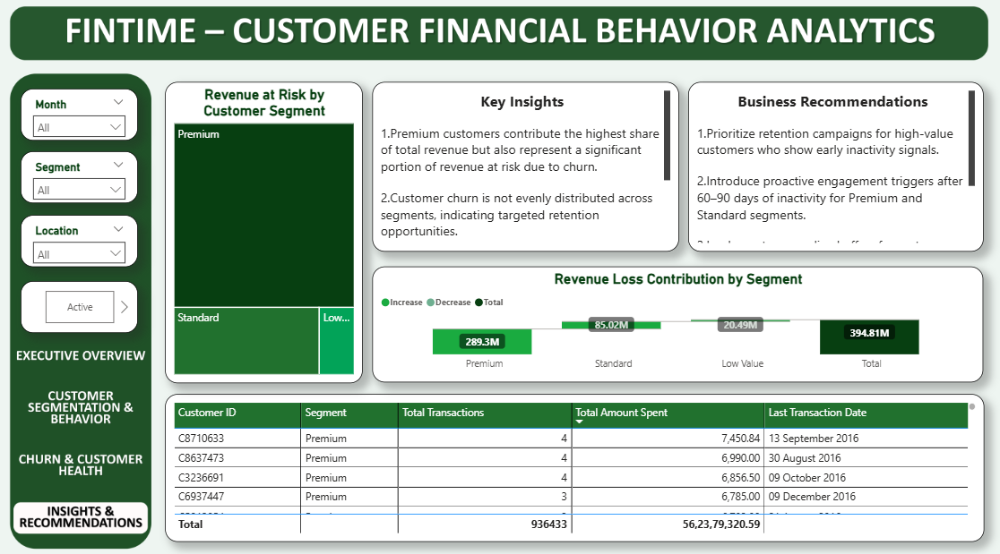 FINTIME – CUSTOMER FINANCIAL BEHAVIOR ANALYTICS
Month
All
Segment
All
Location
All
Active
EXECUTIVE OVERVIEW
CUSTOMER
SEGMENTATION &
BEHAVIOR
CHURN & CUSTOMER
HEALTH
INSIGHTS &
RECOMMENDATIONS
Revenue at Risk by
Customer Segment
Premium
Standard
Low...
Key Insights
1.Premium customers contribute the highest share
of total revenue but also represent a significant
portion of revenue at risk due to churn.
2.Customer churn is not evenly distributed across
segments, indicating targeted retention
opportunities.
Business Recommendations
1.Prioritize retention campaigns for high-value
customers who show early inactivity signals.
2.Introduce proactive engagement triggers after
60–90 days of inactivity for Premium and
Standard segments.
Revenue Loss Contribution by Segment
Increase Decrease Total
289.3M 85.02M 20.49M 394.81M
Premium Standard Low Value Total
Customer ID Segment Total Transactions Total Amount Spent Last Transaction Date
C8710633 Premium 4 7,450.84 13 September 2016
C8637473 Premium 4 6,990.00 30 August 2016
C3236691 Premium 4 6,856.50 09 October 2016
C6937447 Premium 3 6,785.00 09 December 2016
Total 936433 56,23,79,320.59